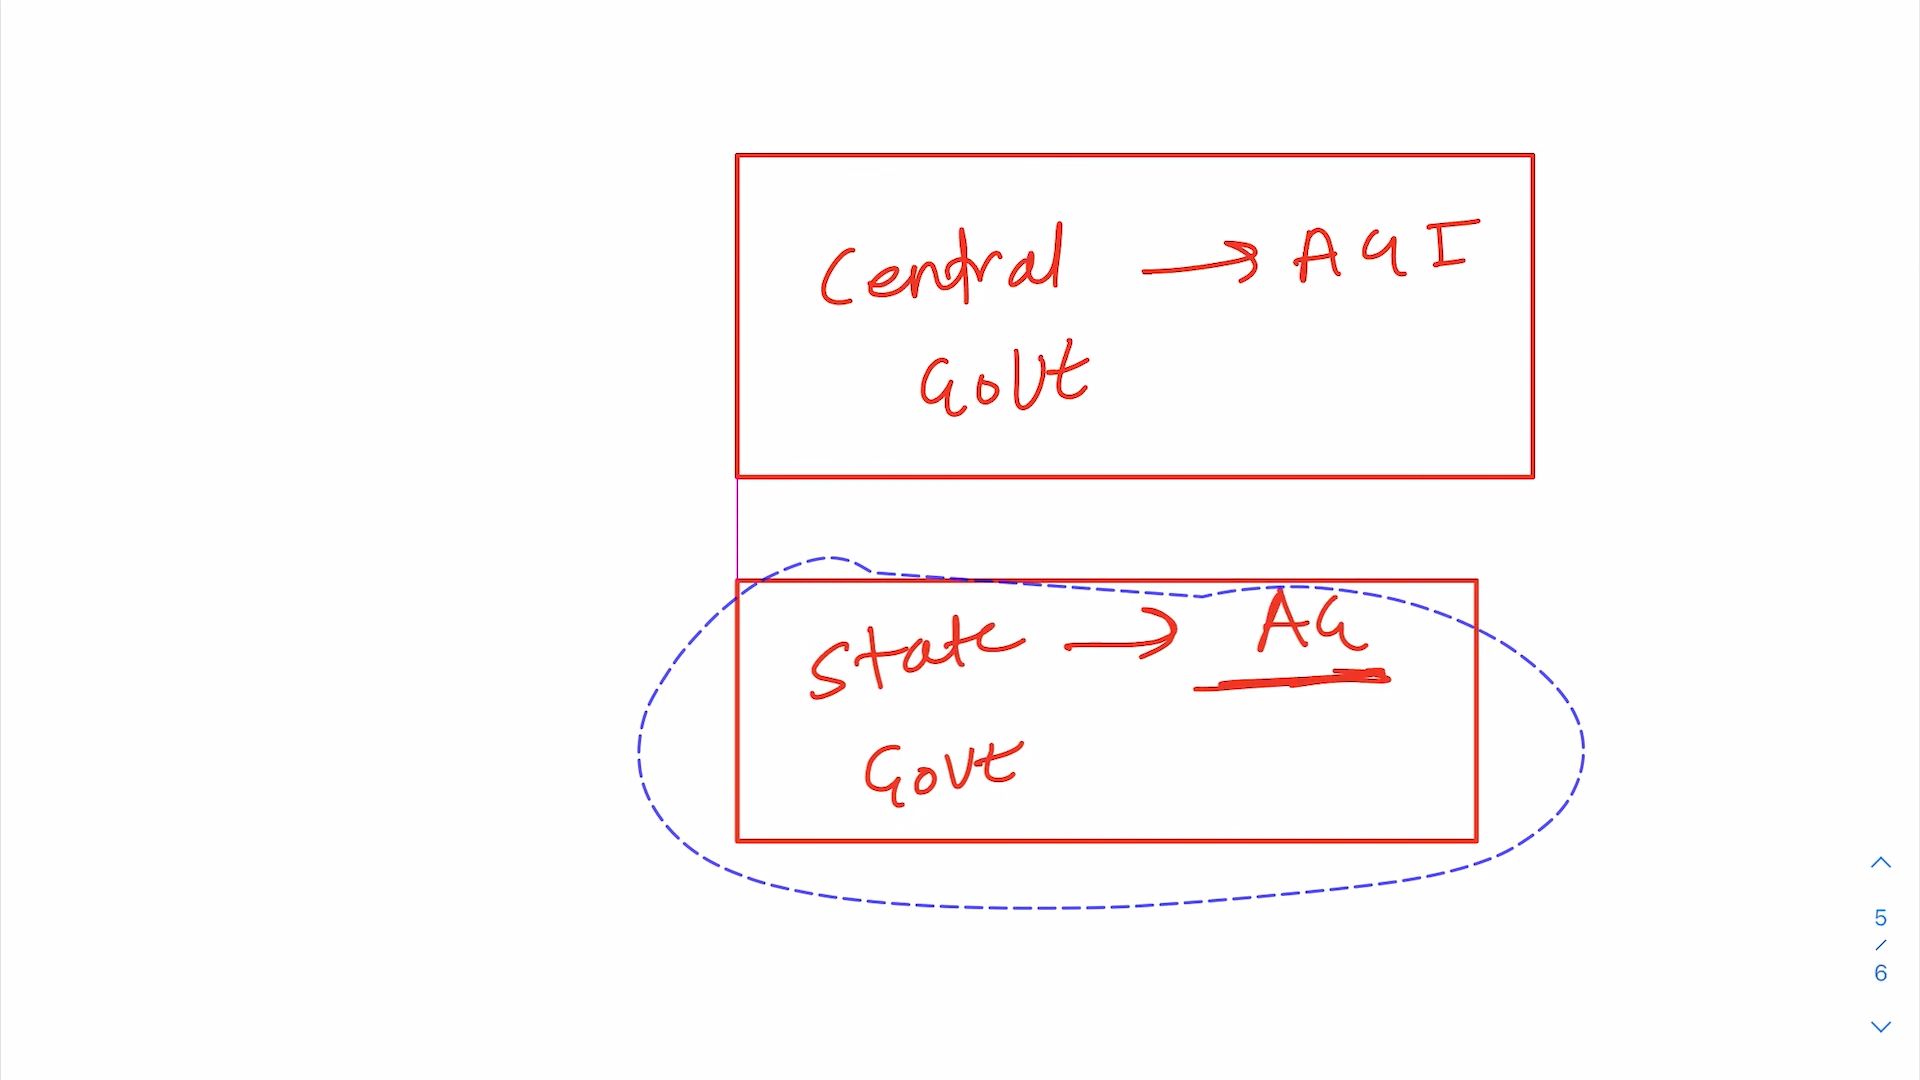 Central → AGI
Govt
State → AG
Govt
5
/
6